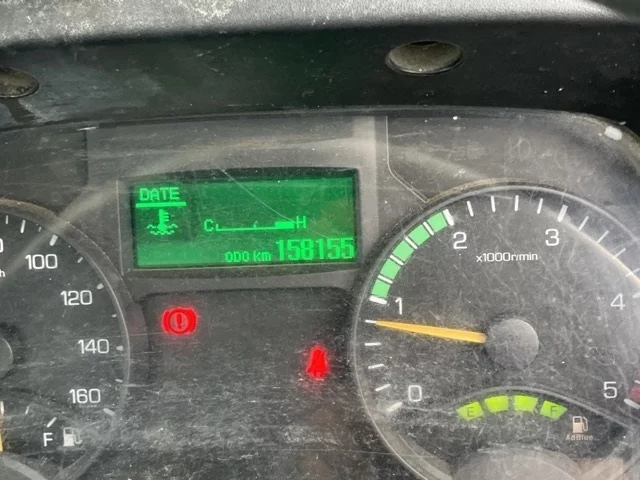 DATE
C H
ODO km 158155
100
120
140
160
F
0
1
2
3
4
5
x1000r/min
E F
AdBlue